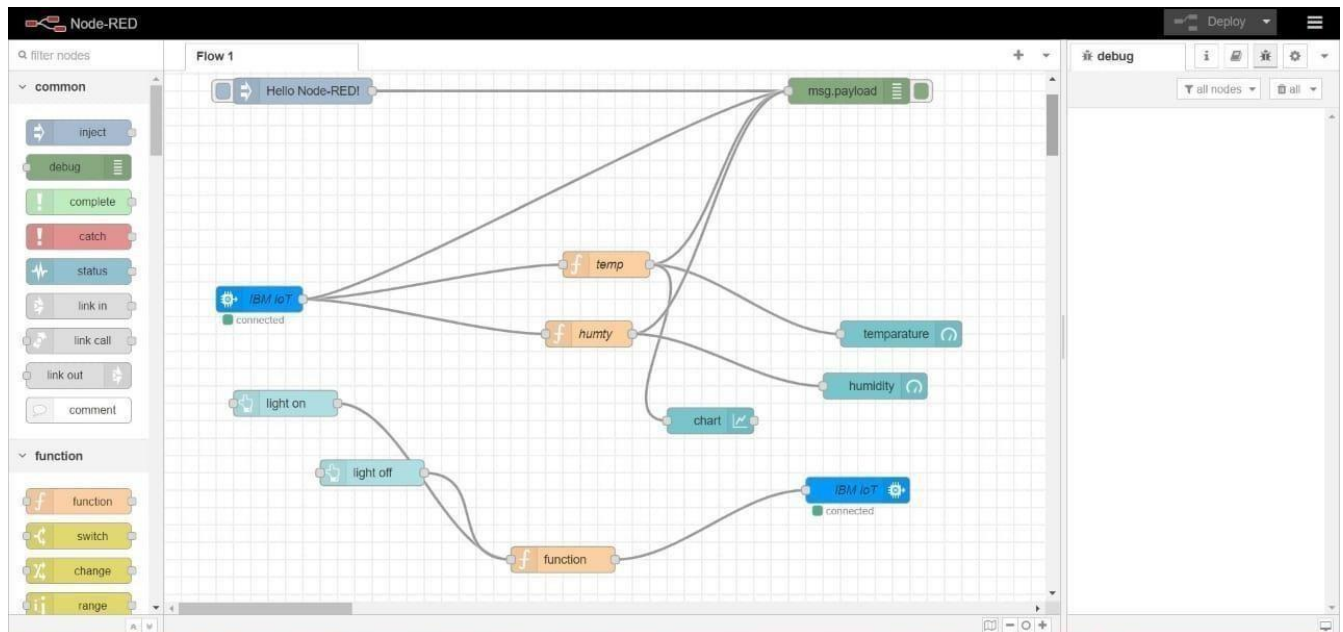 Node-RED
Deploy
filter nodes
Flow 1
debug
i
all nodes
all
common
inject
debug
complete
catch
status
link in
link call
link out
comment
function
function
switch
change
range
Hello Node-RED!
msg.payload
temp
IBM IoT
connected
humty
temparature
humidity
light on
chart
light off
IBM IoT
connected
function